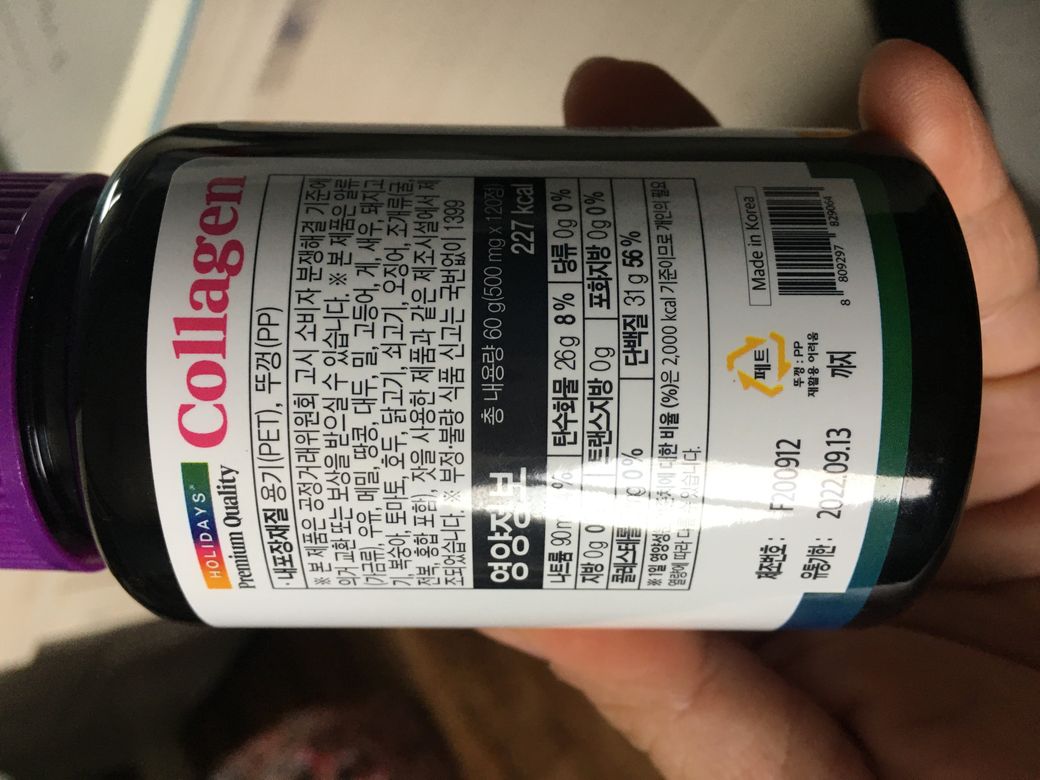 HOLIDAYS®
Premium Quality
Collagen
·내포장재질 용기(PET), 뚜껑(PP)
※ 본 제품은 공정거래위원회 고시 소비자 분쟁해결 기준에
의거 교환 또는 보상을 받으실 수 있습니다. ※ 본 제품은 알류
(가금류), 우유, 메밀, 땅콩, 대두, 밀, 고등어, 게, 새우, 돼지고
기, 복숭아, 토마토, 호두, 닭고기, 쇠고기, 오징어, 조개류(굴,
전복, 홍합 포함), 잣을 사용한 제품과 같은 제조시설에서 제
조되었습니다. ※ 부정·불량 식품 신고는 국번없이 1399
영양정보
총 내용량 60 g(500 mg x 120정)
227 kcal
나트륨 90 4% 탄수화물 26 g 8 % 당류 0g 0%
지방 0g 0 트랜스지방 0 g 포화지방 0g 0%
콜레스테롤 0% 단백질 31 g 56 %
※ 1일 영양성 대한 비율 (%)은 2,000 kcal 기준이므로 개인의 필요
열량에 따라 다 있습니다.
Made in Korea
8 809297 829064
페트
뚜껑 : PP
재활용 어려움
제조번호 : F200912
유통기한 : 2022.09.13 까지